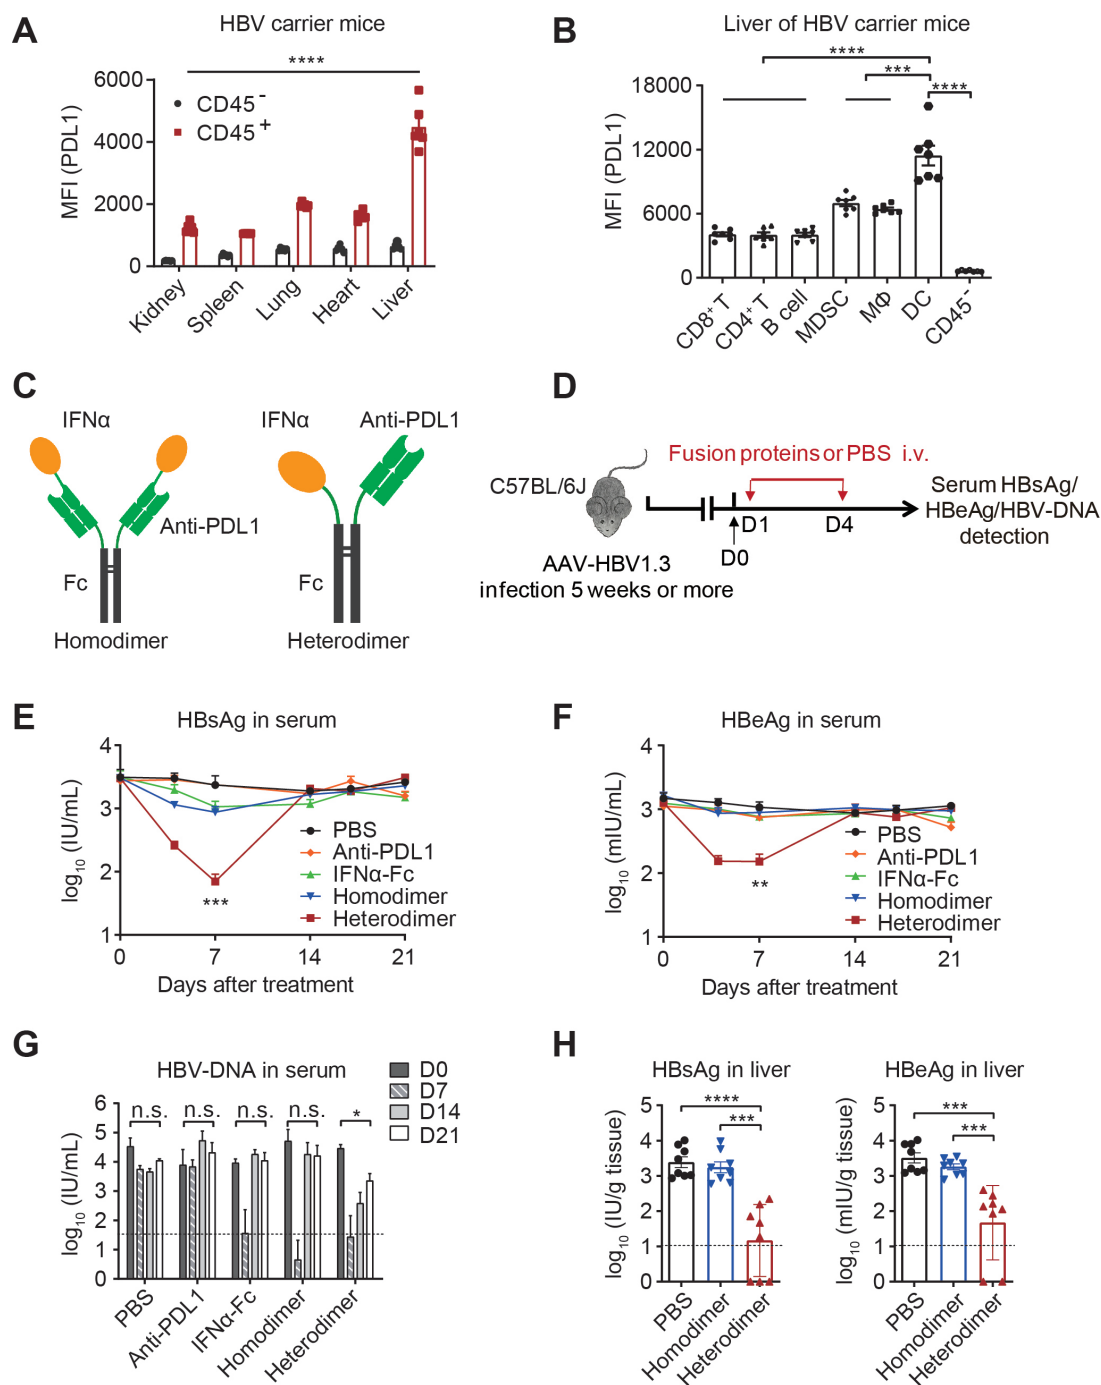 A
HBV carrier mice
****
6000
4000
2000
0
MFI (PDL1)
CD45⁻
CD45⁺
Kidney
Spleen
Lung
Heart
Liver
B
Liver of HBV carrier mice
****
***
****
18000
12000
6000
0
MFI (PDL1)
CD8⁺T
CD4⁺T
B cell
MDSC
MΦ
DC
CD45⁻
C
IFNα
Anti-PDL1
Fc
Homodimer
IFNα
Anti-PDL1
Fc
Heterodimer
D
Fusion proteins or PBS i.v.
C57BL/6J
D1
D4
D0
AAV-HBV1.3
infection 5 weeks or more
Serum HBsAg/
HBeAg/HBV-DNA
detection
E
HBsAg in serum
4
3
2
1
log₁₀ (IU/mL)
PBS
Anti-PDL1
IFNα-Fc
Homodimer
Heterodimer
***
0
7
14
21
Days after treatment
F
HBeAg in serum
4
3
2
1
log₁₀ (mIU/mL)
PBS
Anti-PDL1
IFNα-Fc
Homodimer
Heterodimer
**
0
7
14
21
Days after treatment
G
HBV-DNA in serum
D0
D7
D14
D21
6
5
4
3
2
1
0
log₁₀ (IU/mL)
n.s.
n.s.
n.s.
n.s.
*
PBS
Anti-PDL1
IFNα-Fc
Homodimer
Heterodimer
H
HBsAg in liver
****
***
5
4
3
2
1
0
log₁₀ (IU/g tissue)
PBS
Homodimer
Heterodimer
HBeAg in liver
***
***
5
4
3
2
1
0
log₁₀ (mIU/g tissue)
PBS
Homodimer
Heterodimer